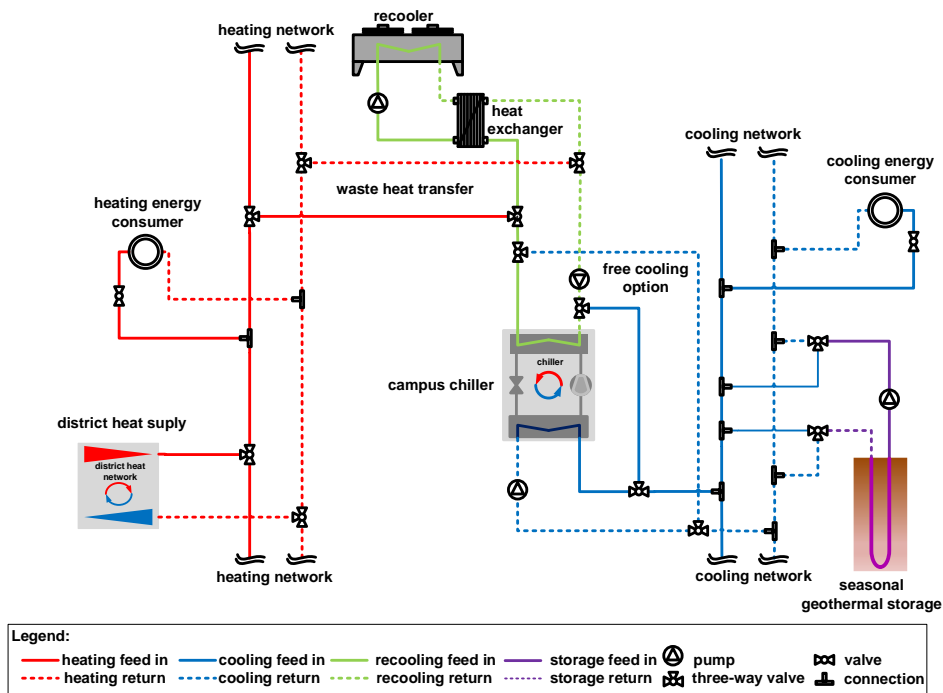 recooler
heating network
heat
exchanger
cooling network
cooling energy
consumer
waste heat transfer
heating energy
consumer
free cooling
option
chiller
campus chiller
district heat suply
district heat
network
heating network
cooling network
seasonal
geothermal storage
Legend:
heating feed in
cooling feed in
recooling feed in
storage feed in
pump
valve
heating return
cooling return
recooling return
storage return
three-way valve
connection